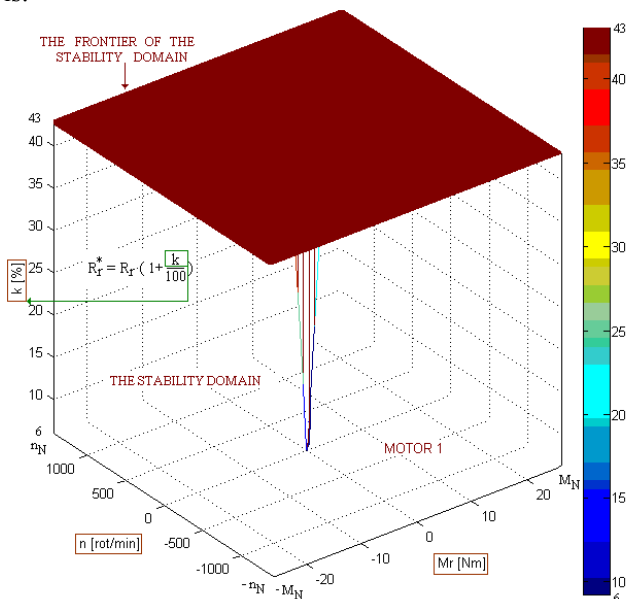 is:
THE FRONTIER OF THE
STABILITY DOMAIN
43
40
35
30
25
20
15
10
6
k [%]
R*r = Rr·( 1+ k/100 )
THE STABILITY DOMAIN
MOTOR 1
nN
1000
500
0
-500
-1000
-nN
n [rot/min]
-MN
-20
-10
0
10
20
MN
Mr [Nm]
43
40
35
30
25
20
15
10
6